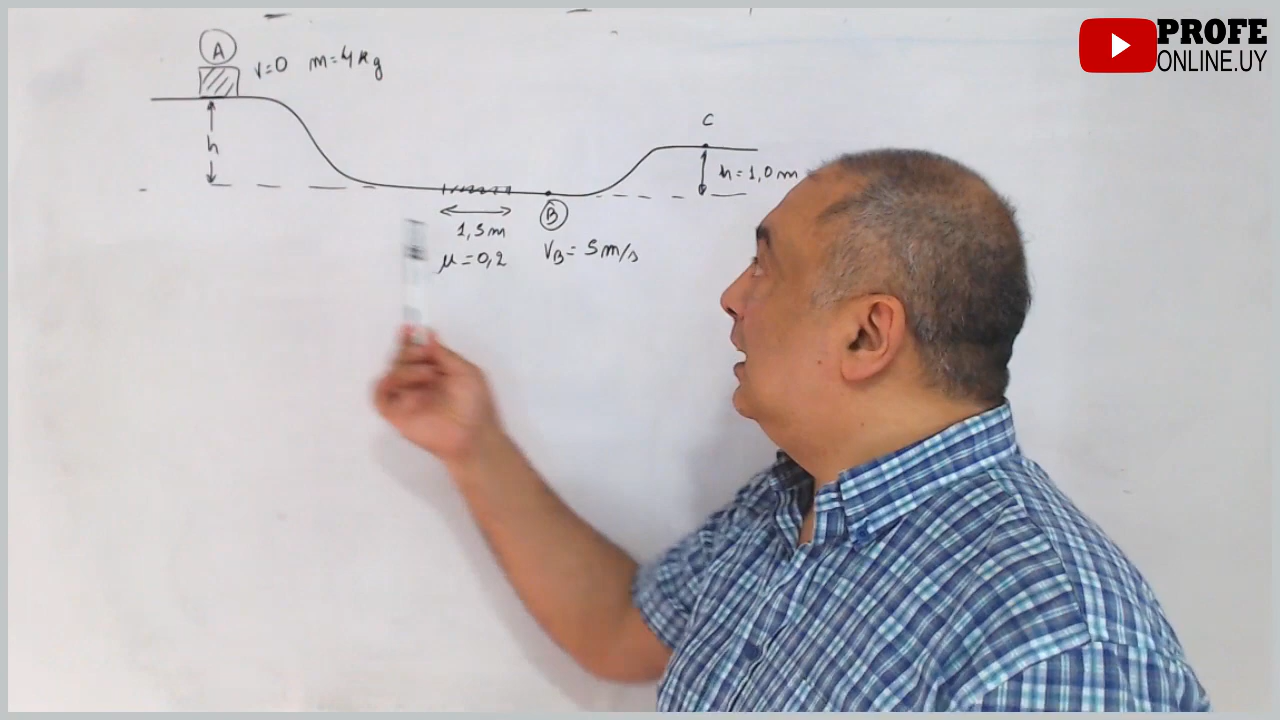 PROFE
ONLINE.UY
A
v=0 m=4kg
h
C
h=1,0m
B
1,5m
μ=0,2
VB=5m/s